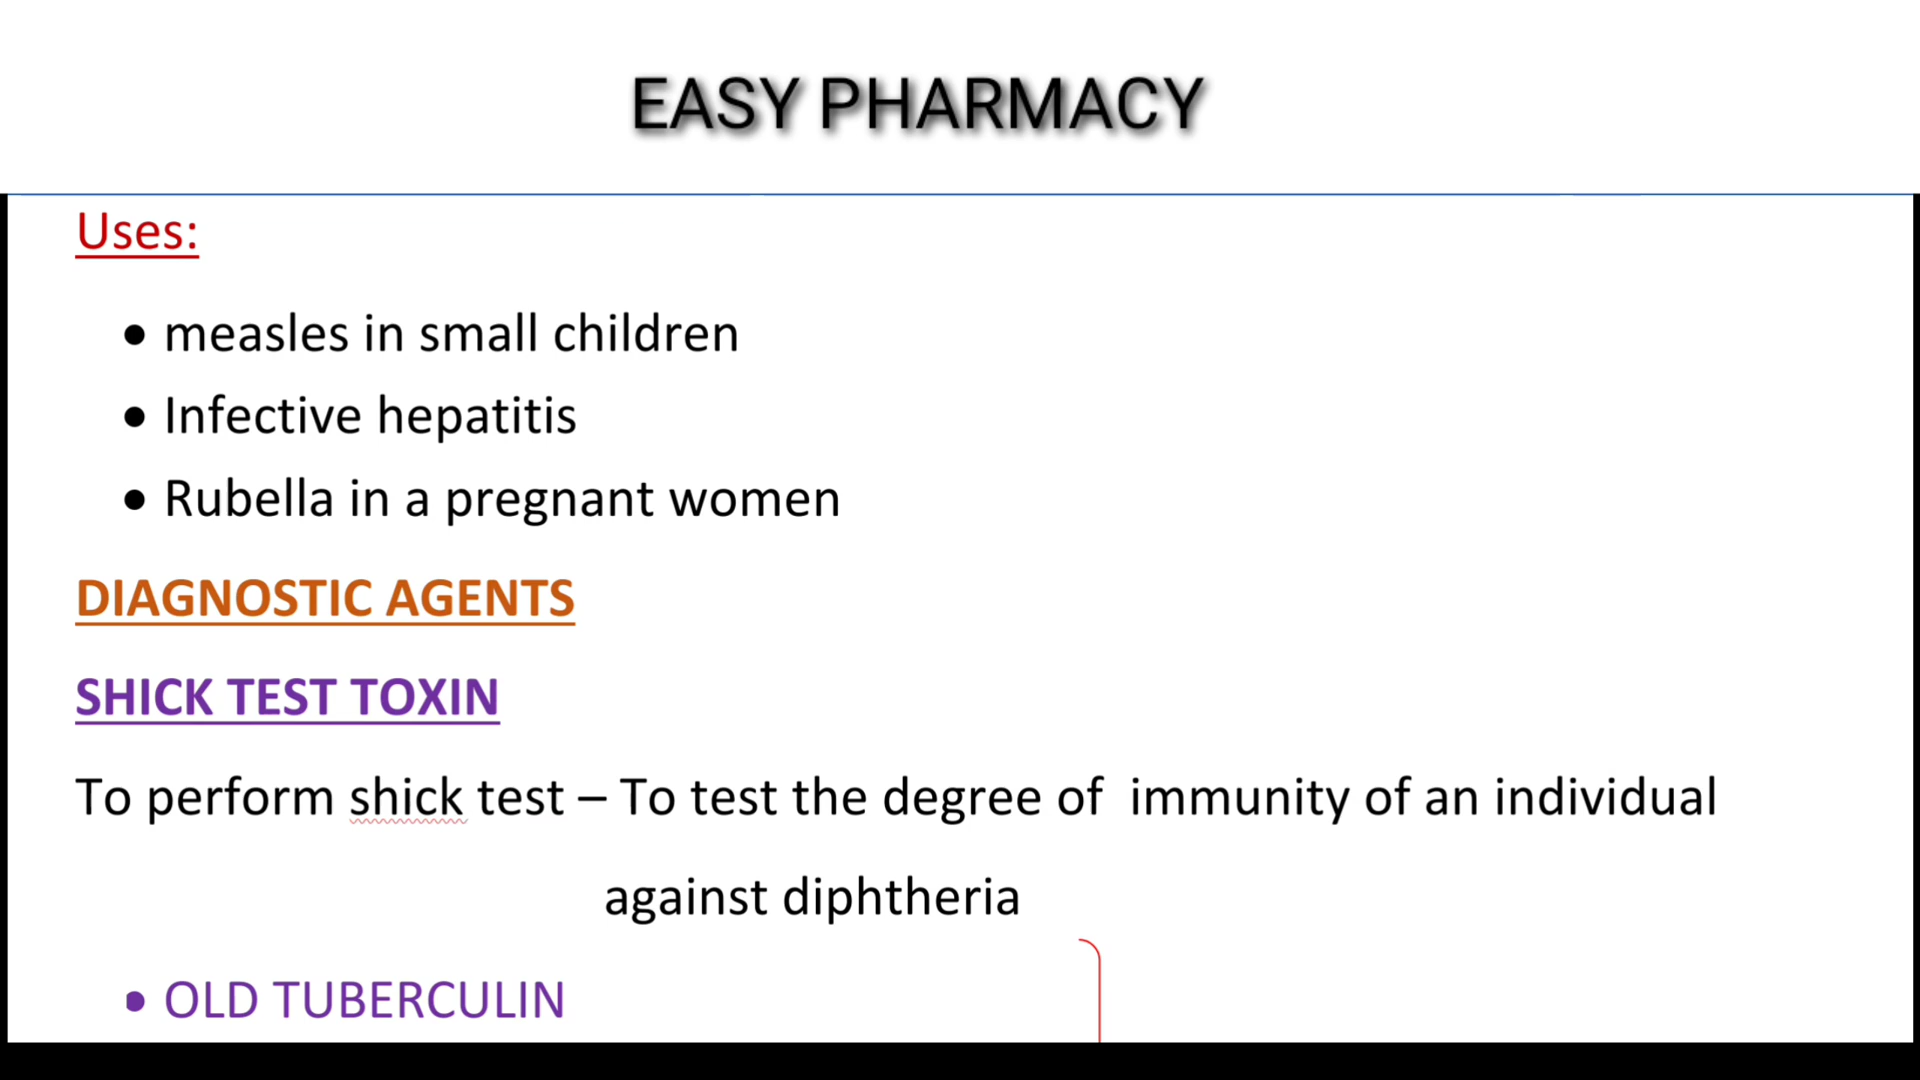 EASY PHARMACY
Uses:
• measles in small children
• Infective hepatitis
• Rubella in a pregnant women
DIAGNOSTIC AGENTS
SHICK TEST TOXIN
To perform shick test – To test the degree of  immunity of an individual
against diphtheria
• OLD TUBERCULIN